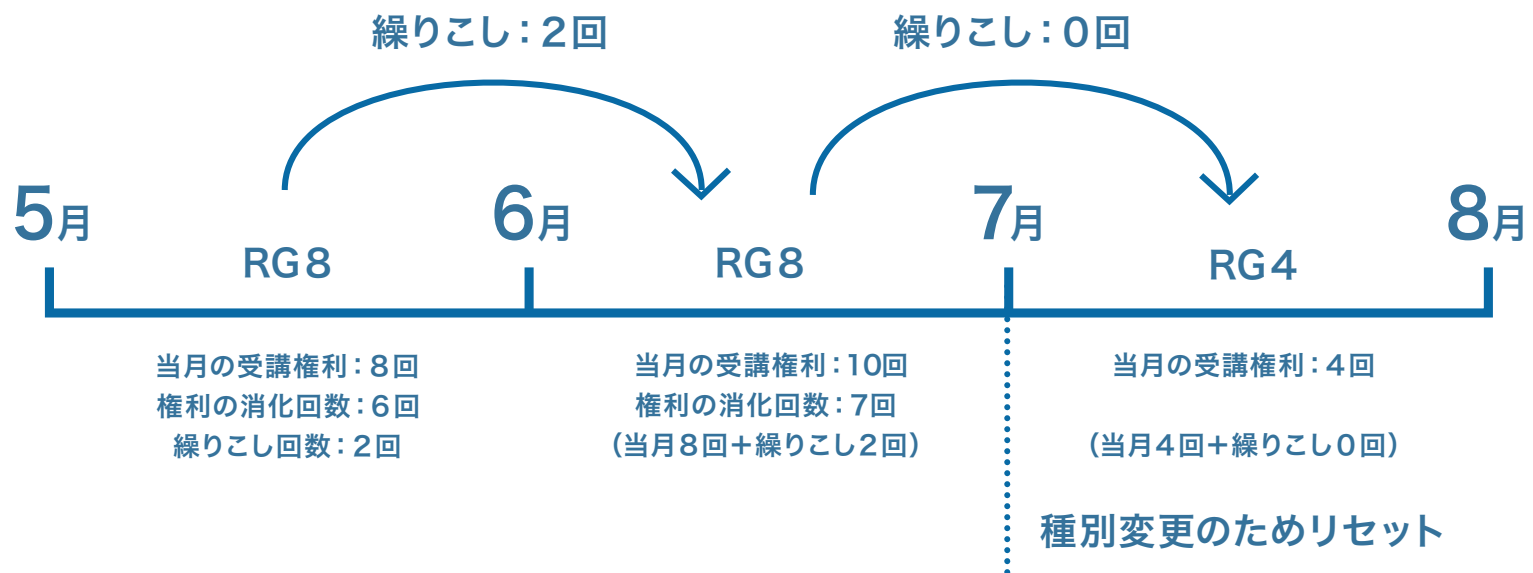 繰りこし：2回
繰りこし：0回
5月
6月
7月
8月
RG8
RG8
RG4
当月の受講権利：8回
権利の消化回数：6回
繰りこし回数：2回
当月の受講権利：10回
権利の消化回数：7回
（当月8回＋繰りこし2回）
当月の受講権利：4回
（当月4回＋繰りこし0回）
種別変更のためリセット